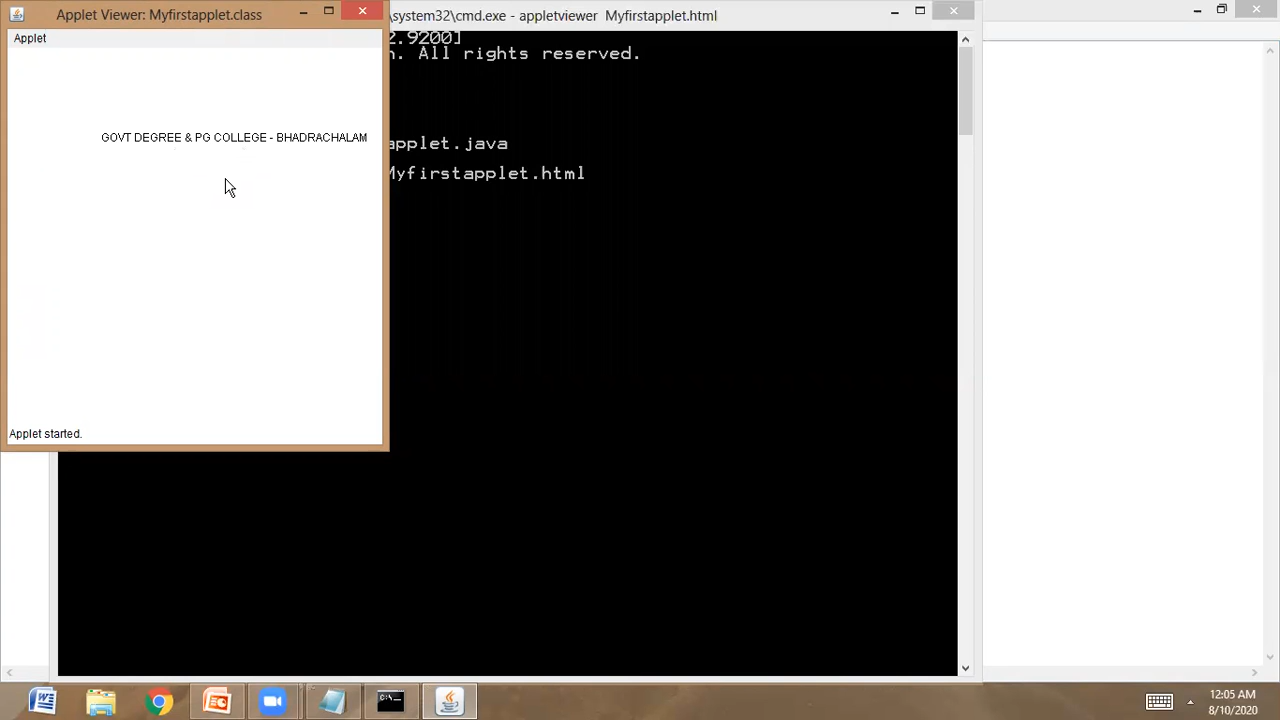 Applet Viewer: Myfirstapplet.class
\system32\cmd.exe - appletviewer  Myfirstapplet.html
Applet
2.9200]
n. All rights reserved.
GOVT DEGREE & PG COLLEGE - BHADRACHALAM
applet.java
Myfirstapplet.html
Applet started.
12:05 AM
8/10/2020